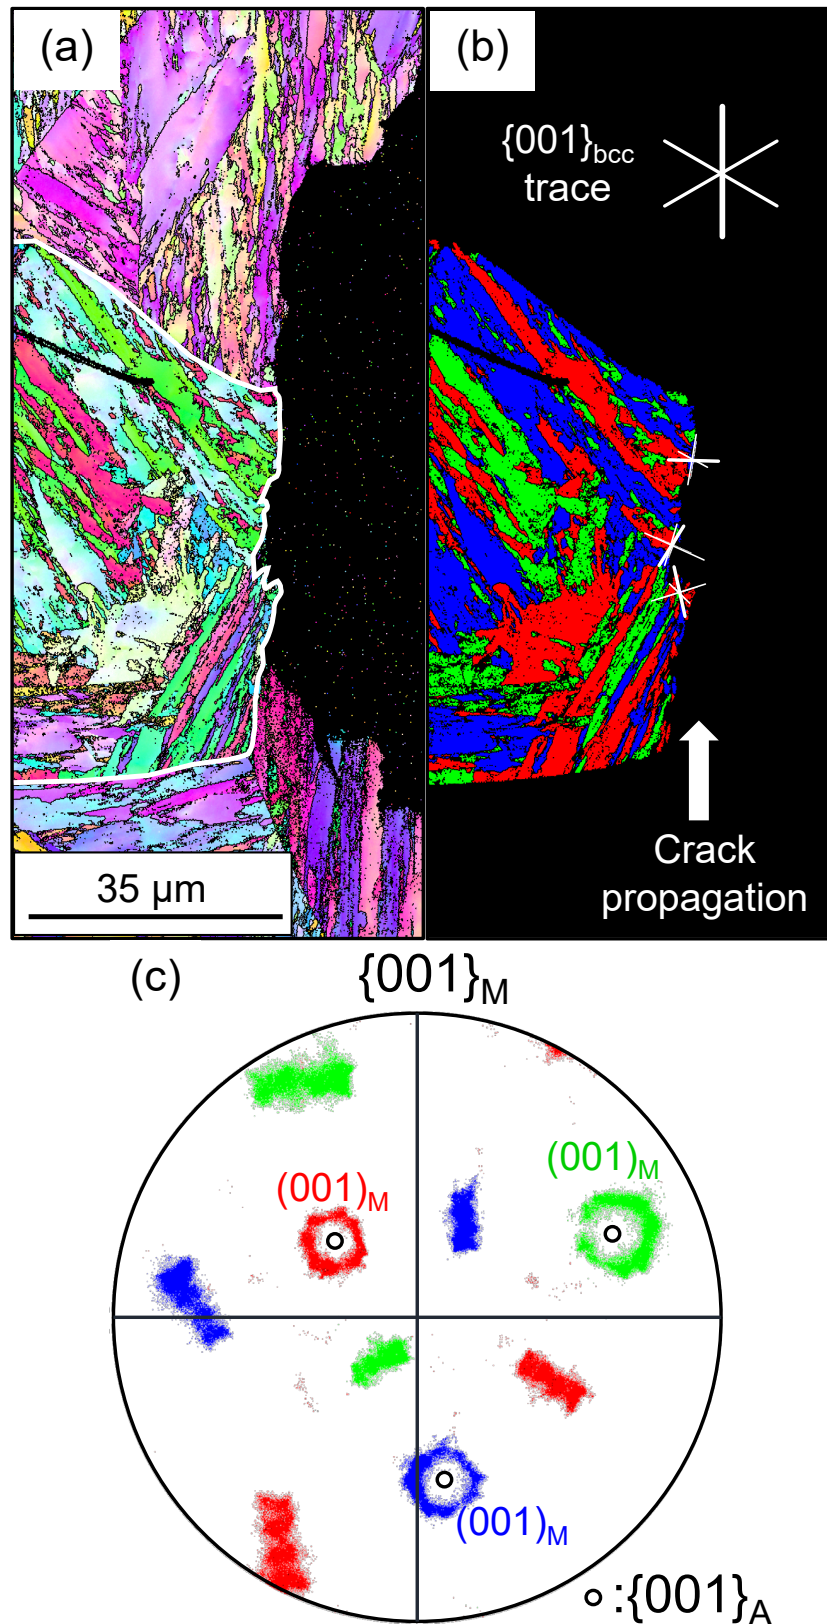 (a)
(b)
{001}bcc
trace
35 µm
Crack
propagation
(c)
{001}M
(001)M
(001)M
(001)M
:{001}A